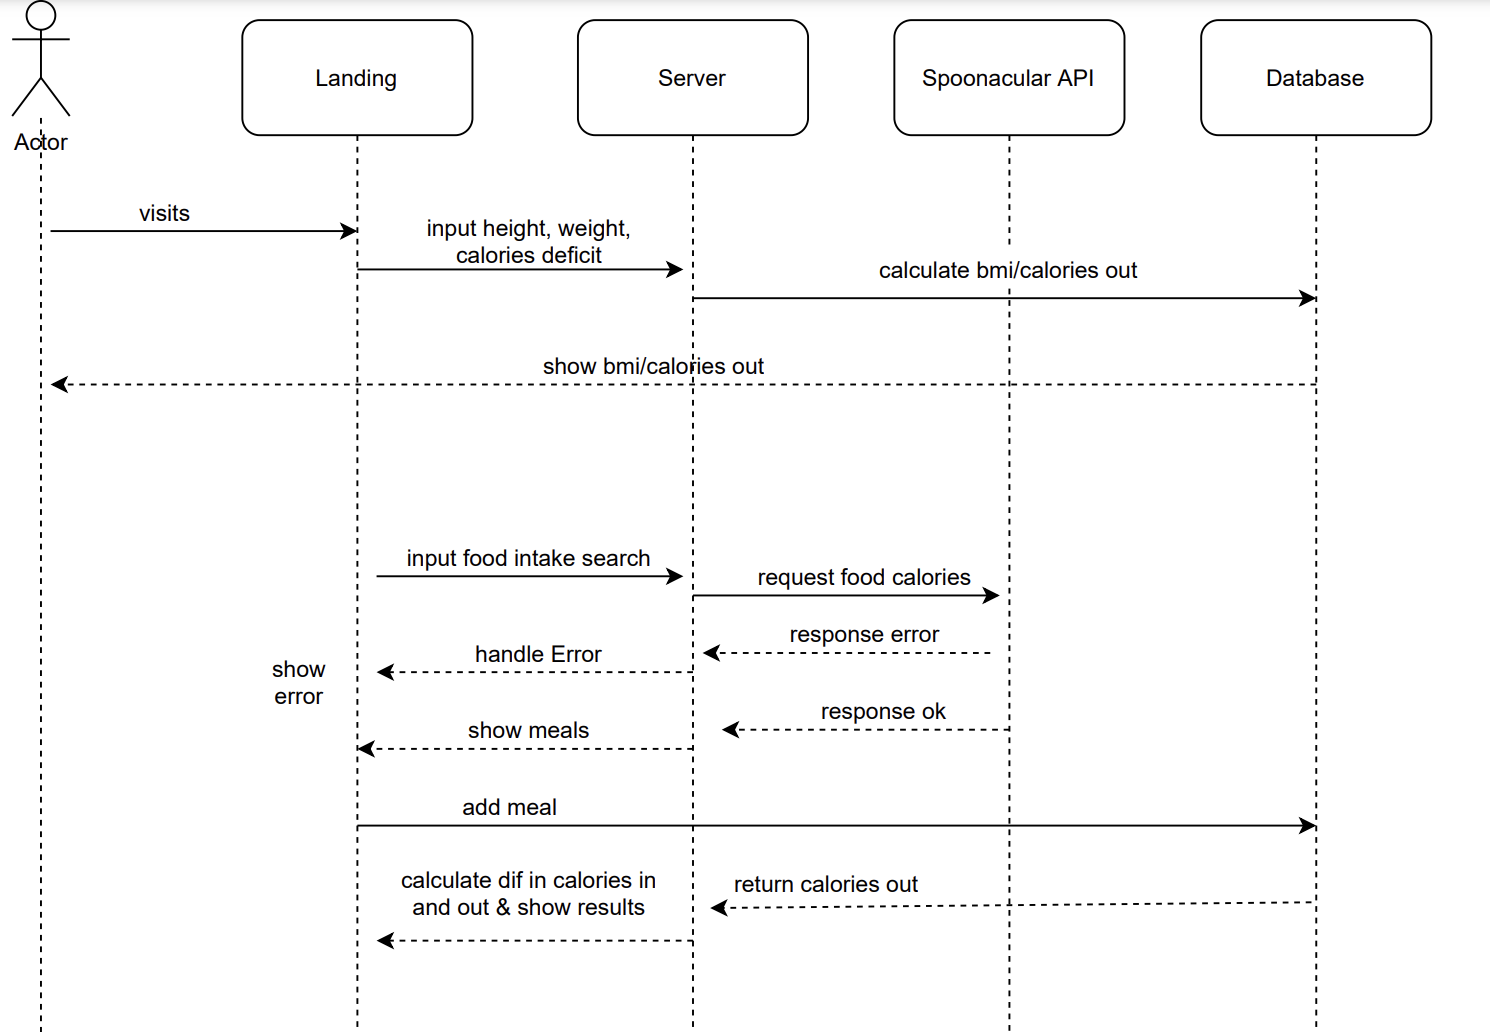 Actor
Landing
Server
Spoonacular API
Database
visits
input height, weight,
calories deficit
calculate bmi/calories out
show bmi/calories out
input food intake search
request food calories
response error
handle Error
show
error
response ok
show meals
add meal
calculate dif in calories in
and out & show results
return calories out